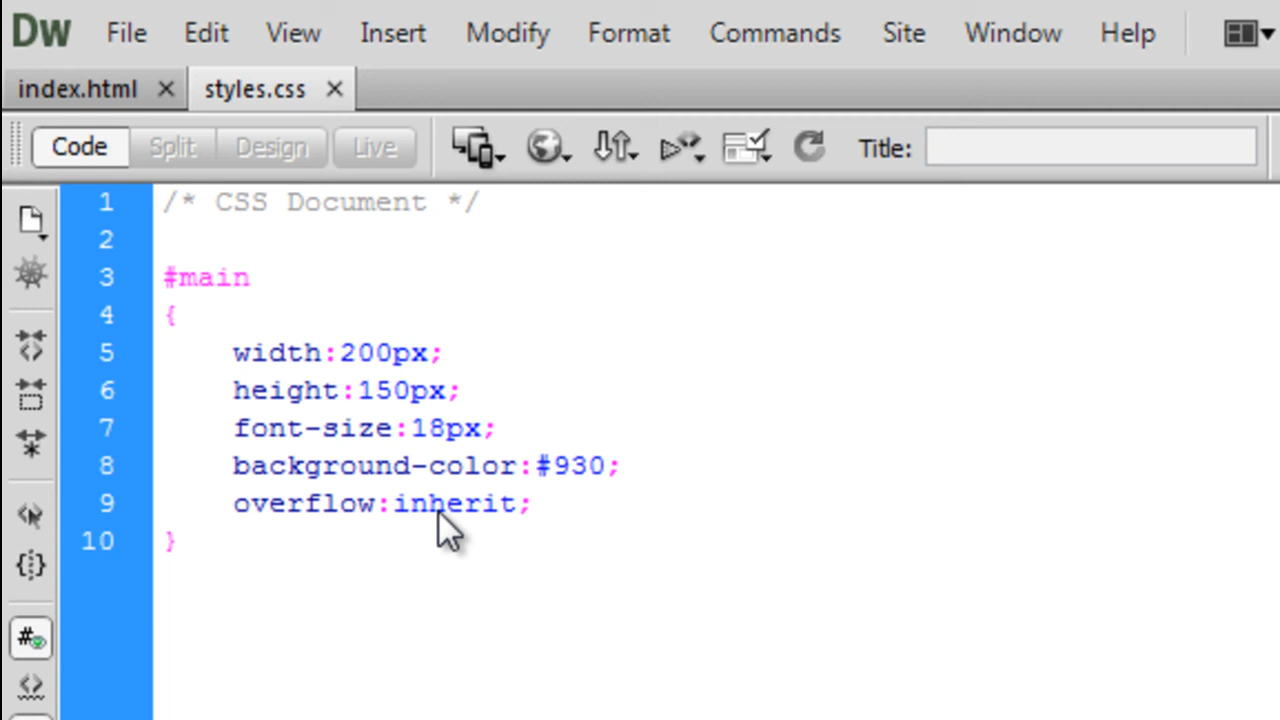 Dw File Edit View Insert Modify Format Commands Site Window Help
index.html styles.css
Code Split Design Live Title:
1 /* CSS Document */
2
3 #main
4 {
5 width:200px;
6 height:150px;
7 font-size:18px;
8 background-color:#930;
9 overflow:inherit;
10 }